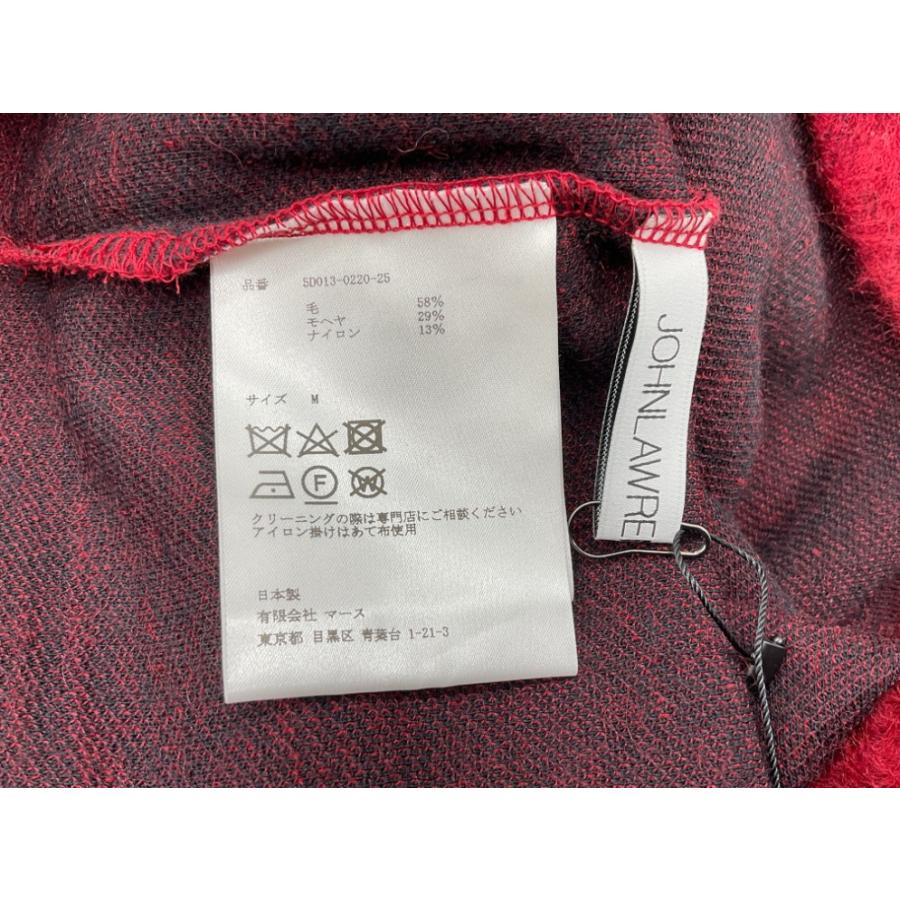 品番 SD013-0220-25
毛 58%
モヘヤ 29%
ナイロン 13%
サイズ M
F
W
クリーニングの際は専門店にご相談ください
アイロン掛けはあて布使用
日本製
有限会社 マース
東京都 目黒区 青葉台 1-21-3
JOHNLAWRE